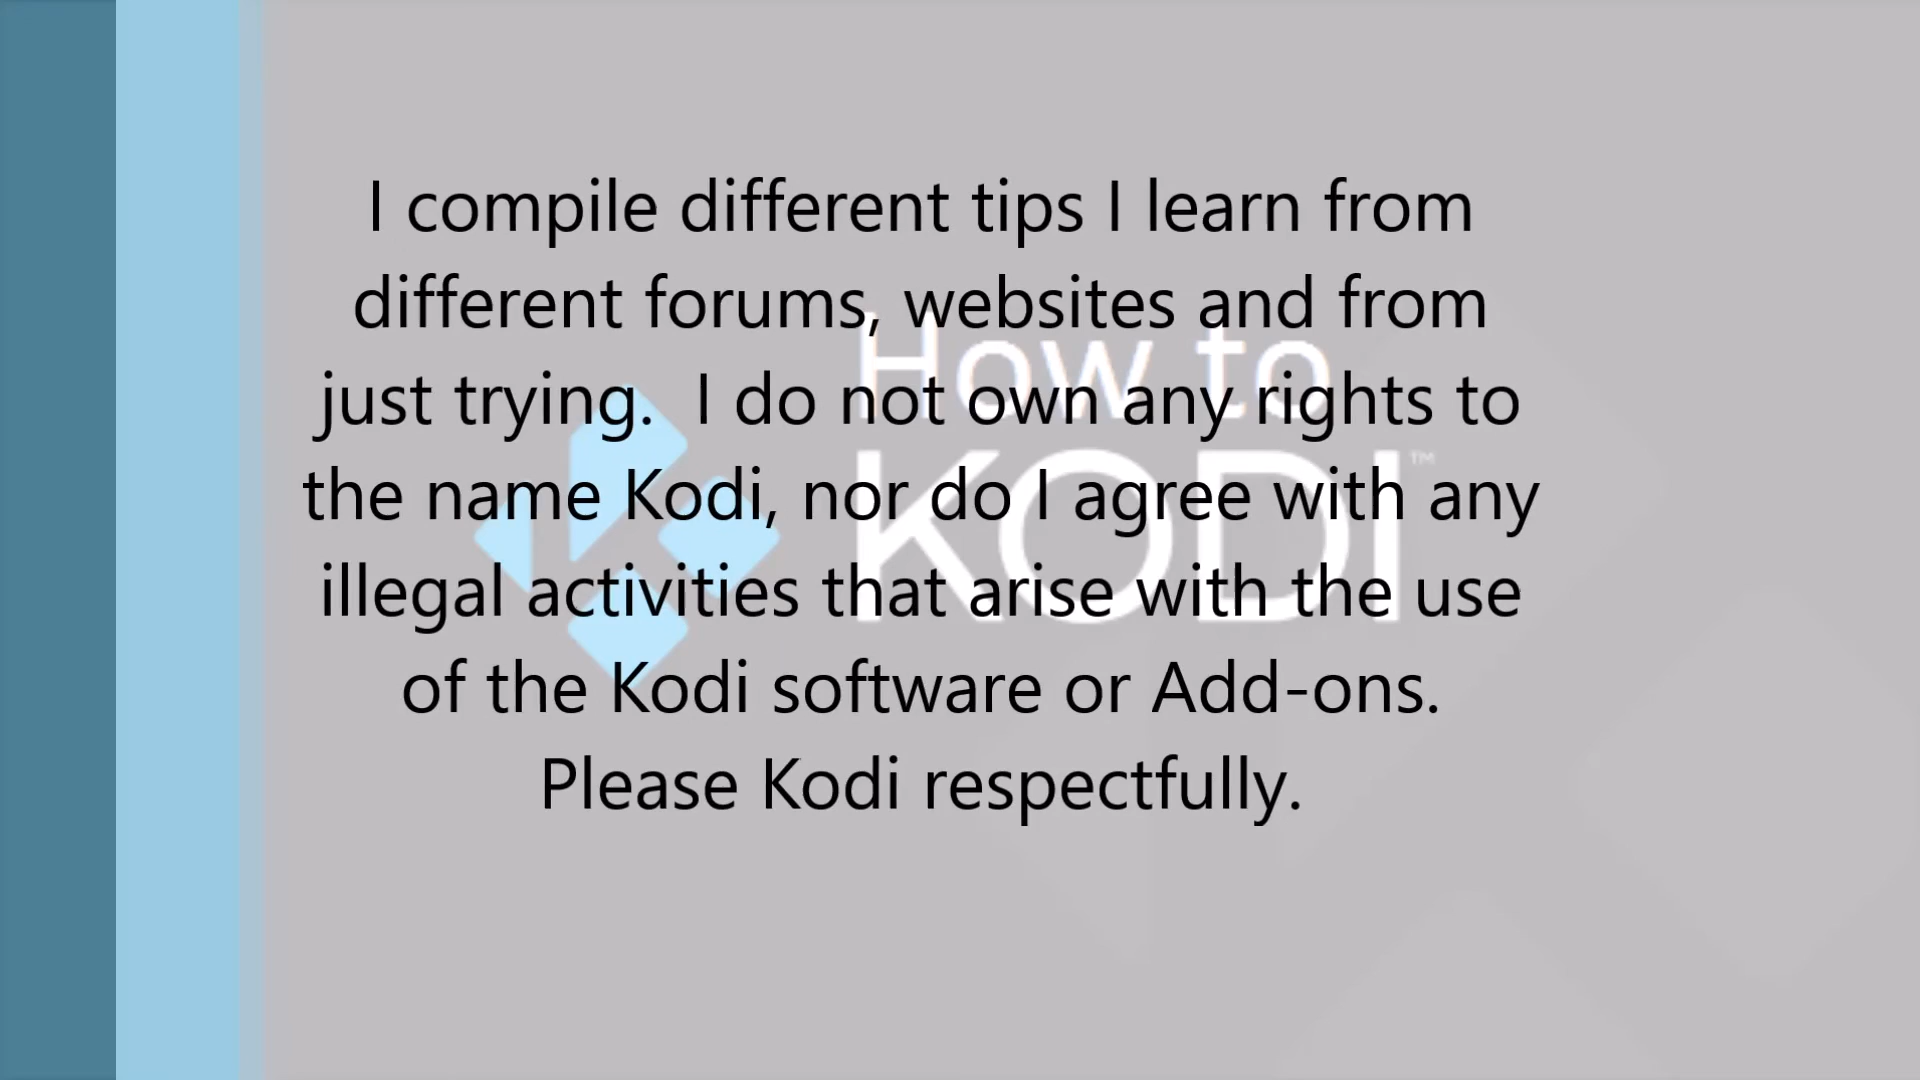 I compile different tips I learn from
different forums, websites and from
just trying.  I do not own any rights to
the name Kodi, nor do I agree with any
illegal activities that arise with the use
of the Kodi software or Add-ons.
Please Kodi respectfully.
How to
KODI™